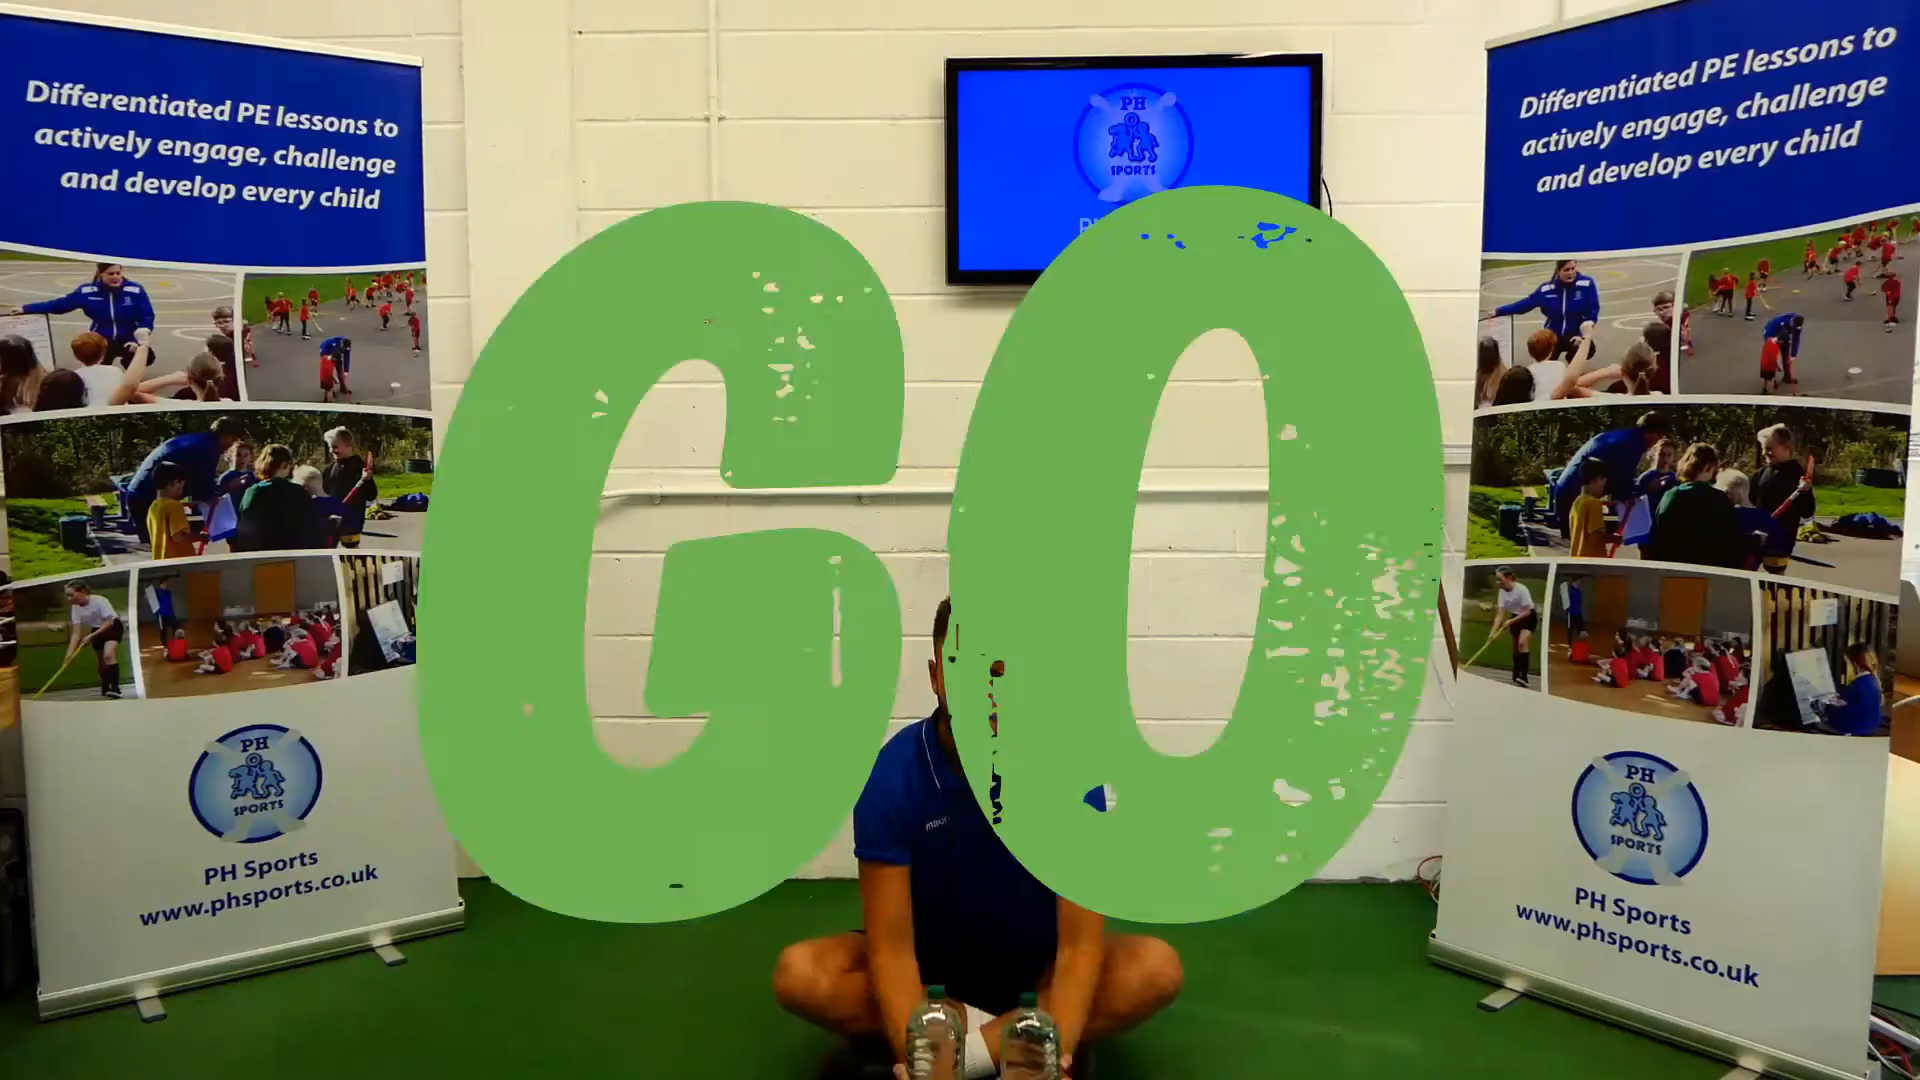 Differentiated PE lessons to
actively engage, challenge
and develop every child
PH
SPORTS
PH Sports
www.phsports.co.uk
PH
SPORTS
GO
Differentiated PE lessons to
actively engage, challenge
and develop every child
PH
SPORTS
PH Sports
www.phsports.co.uk